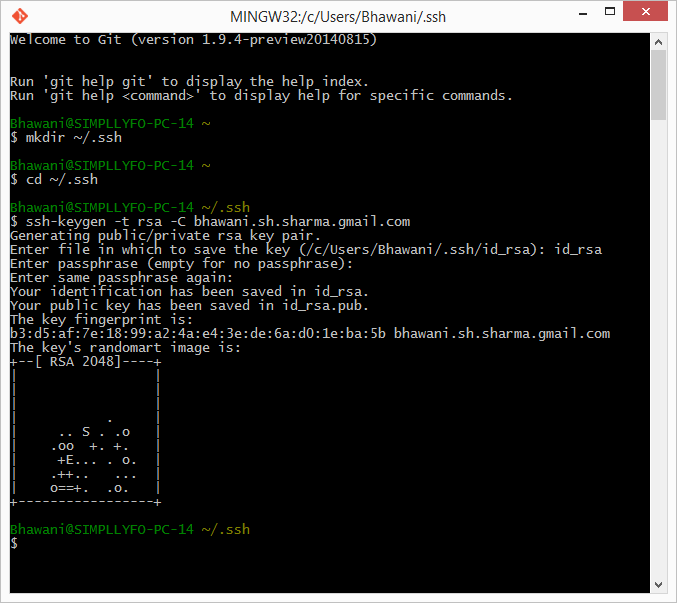 MINGW32:/c/Users/Bhawani/.ssh
Welcome to Git (version 1.9.4-preview20140815)
Run 'git help git' to display the help index.
Run 'git help <command>' to display help for specific commands.
Bhawani@SIMPLLYFO-PC-14 ~
$ mkdir ~/.ssh
Bhawani@SIMPLLYFO-PC-14 ~
$ cd ~/.ssh
Bhawani@SIMPLLYFO-PC-14 ~/.ssh
$ ssh-keygen -t rsa -C bhawani.sh.sharma.gmail.com
Generating public/private rsa key pair.
Enter file in which to save the key (/c/Users/Bhawani/.ssh/id_rsa): id_rsa
Enter passphrase (empty for no passphrase):
Enter same passphrase again:
Your identification has been saved in id_rsa.
Your public key has been saved in id_rsa.pub.
The key fingerprint is:
b3:d5:af:7e:18:99:a2:4a:e4:3e:de:6a:d0:1e:ba:5b bhawani.sh.sharma.gmail.com
The key's randomart image is:
+--[ RSA 2048]----+
|                 |
|                 |
|                 |
|           .     |
|     .. S . .o   |
|    .oo  +. +.   |
|     +E... . o.  |
|    .++..   ...  |
|    o==+.  .o.   |
+-----------------+
Bhawani@SIMPLLYFO-PC-14 ~/.ssh
$